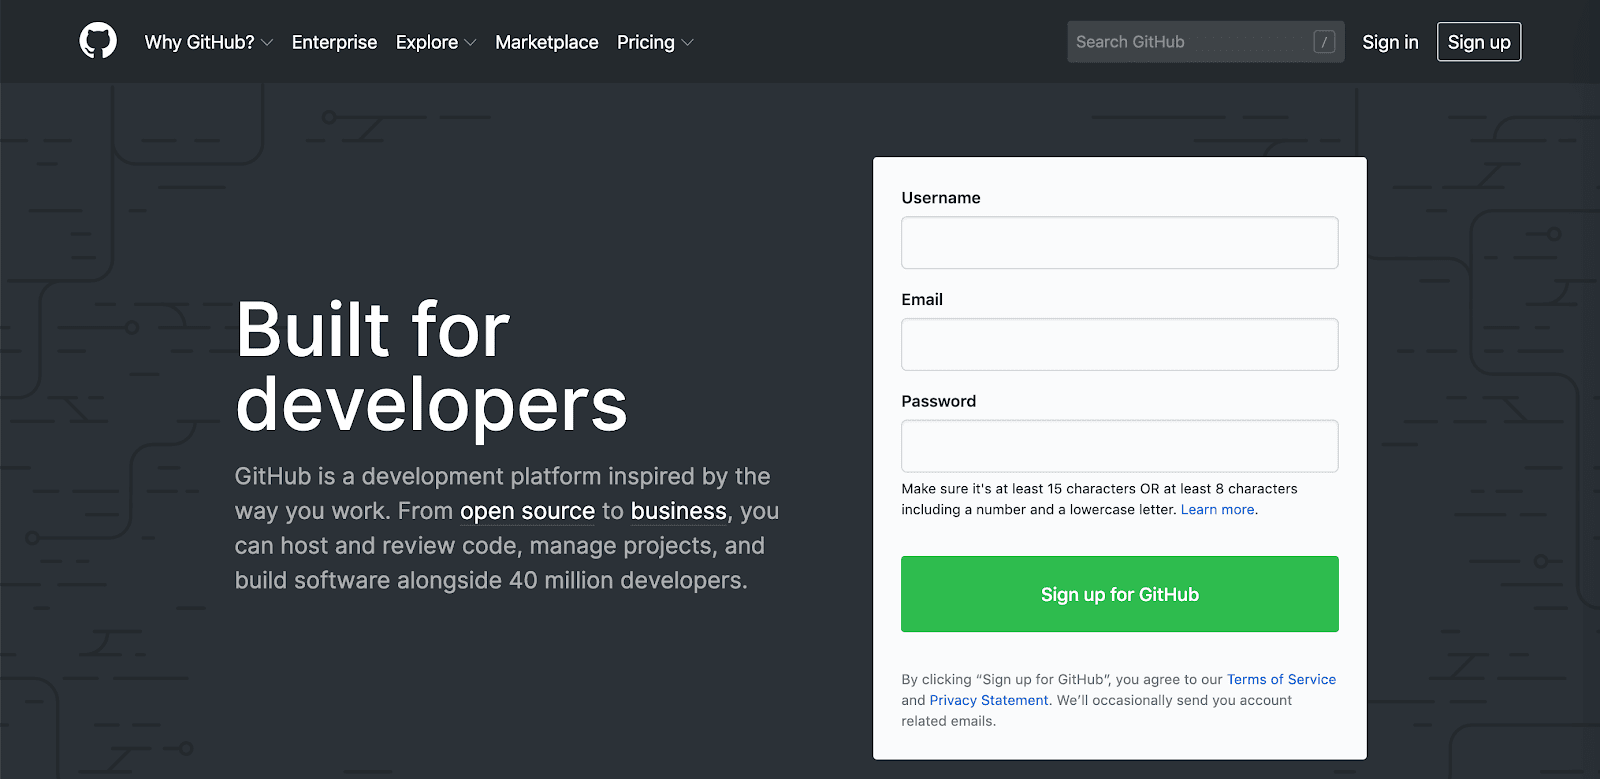 Why GitHub? Enterprise Explore Marketplace Pricing Search GitHub / Sign in Sign up
Built for
developers
GitHub is a development platform inspired by the
way you work. From open source to business, you
can host and review code, manage projects, and
build software alongside 40 million developers.
Username
Email
Password
Make sure it's at least 15 characters OR at least 8 characters
including a number and a lowercase letter. Learn more.
Sign up for GitHub
By clicking “Sign up for GitHub”, you agree to our Terms of Service
and Privacy Statement. We’ll occasionally send you account
related emails.